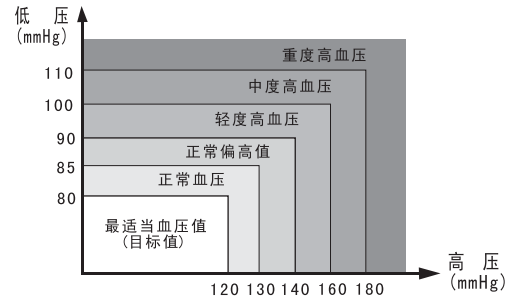 低 压
(mmHg)
重度高血压
110
中度高血压
100
轻度高血压
90
正常偏高值
85
正常血压
80
最适当血压值
(目标值)
高 压
(mmHg)
120 130 140 160 180